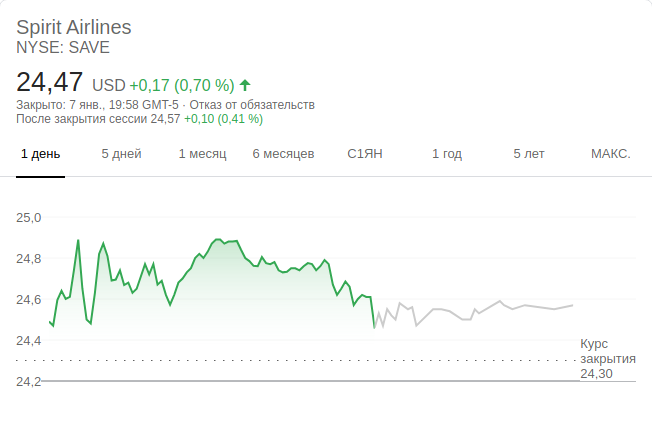 Spirit Airlines
NYSE: SAVE
24,47 USD +0,17 (0,70 %)
Закрыто: 7 янв., 19:58 GMT-5 · Отказ от обязательств
После закрытия сессии 24,57 +0,10 (0,41 %)
1 день 5 дней 1 месяц 6 месяцев С1ЯН 1 год 5 лет МАКС.
25,0
24,8
24,6
24,4
Курс
закрытия
24,30
24,2